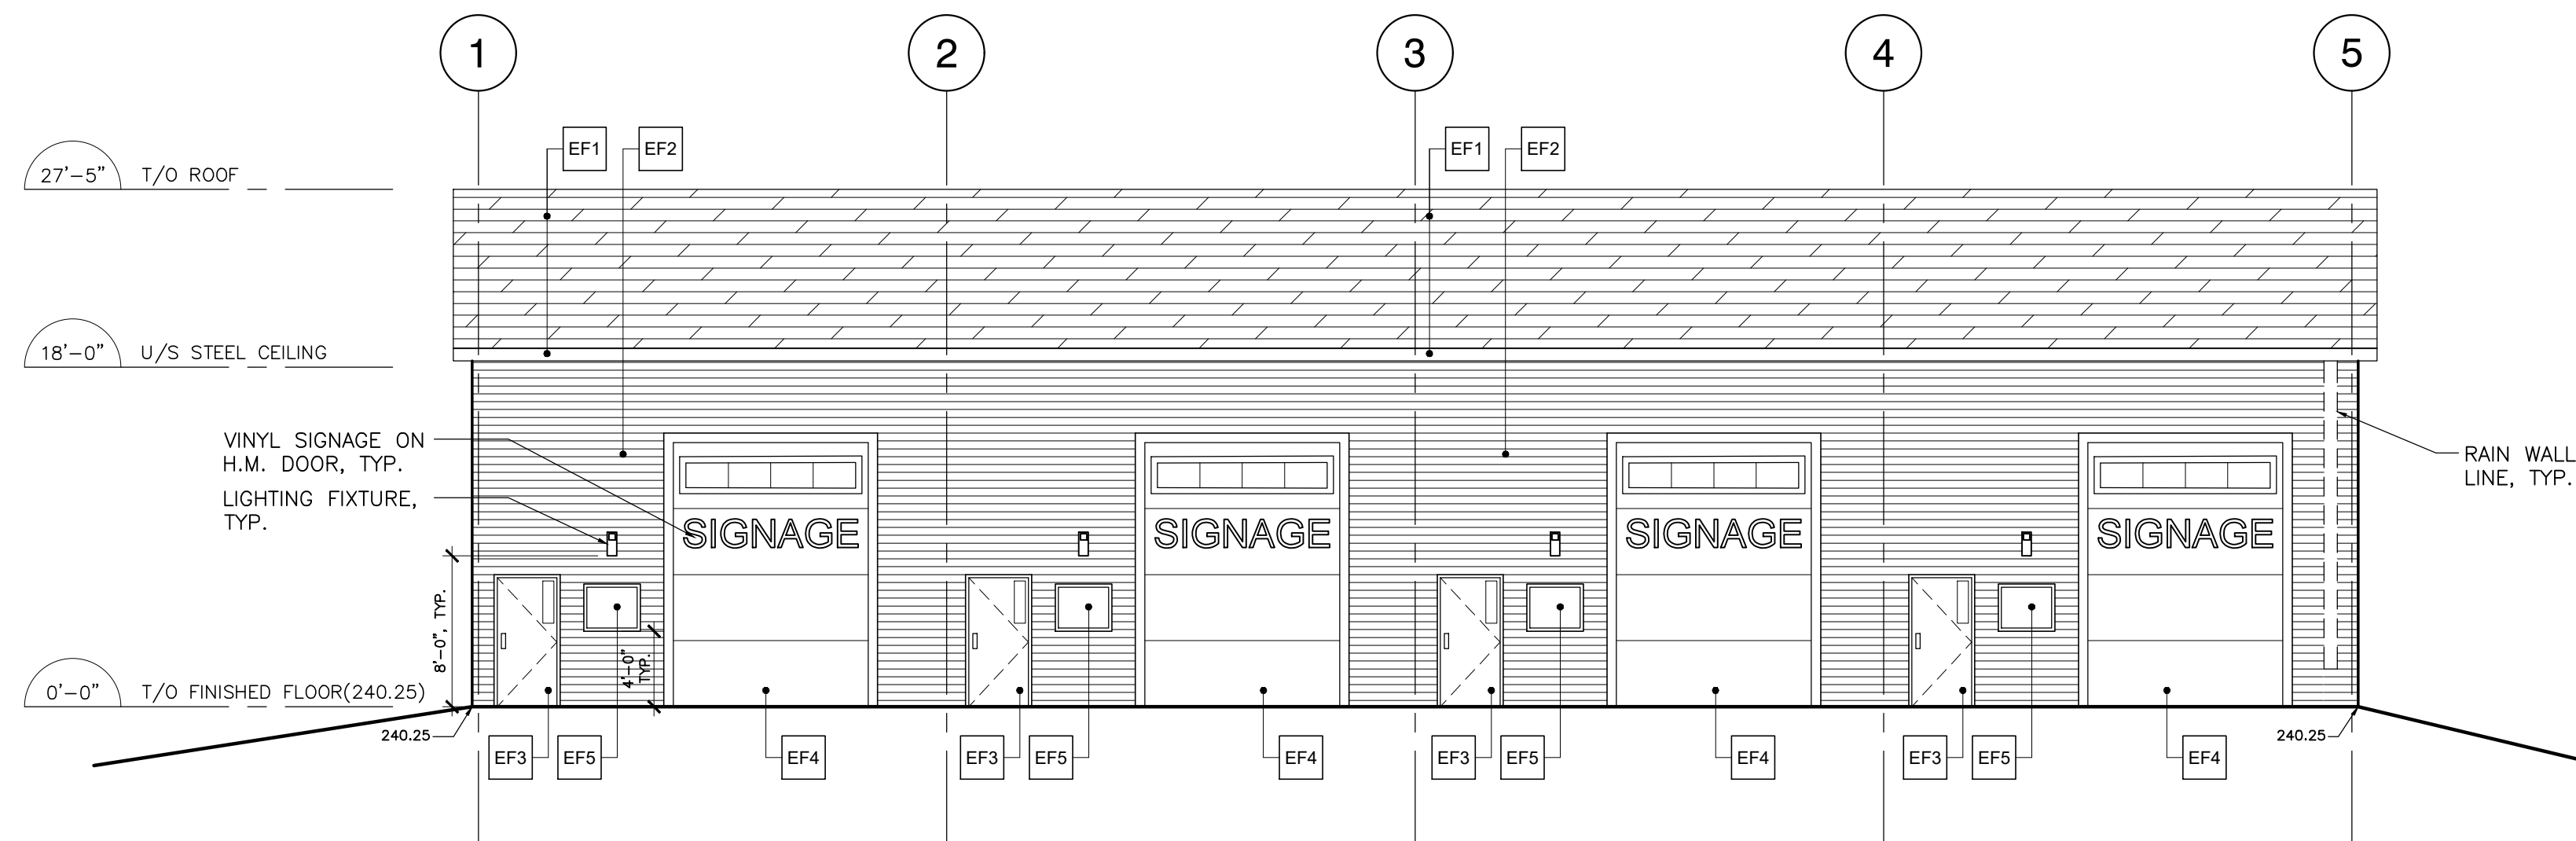 1 2 3 4 5
EF1 EF2 EF1 EF2
27'-5" T/O ROOF
18'-0" U/S STEEL CEILING
VINYL SIGNAGE ON
H.M. DOOR, TYP.
LIGHTING FIXTURE,
TYP.
RAIN WALL
LINE, TYP.
SIGNAGE SIGNAGE SIGNAGE SIGNAGE
8'-0", TYP.
4'-0"
TYP.
0'-0" T/O FINISHED FLOOR(240.25)
240.25 240.25
EF3 EF5 EF4 EF3 EF5 EF4 EF3 EF5 EF4 EF3 EF5 EF4